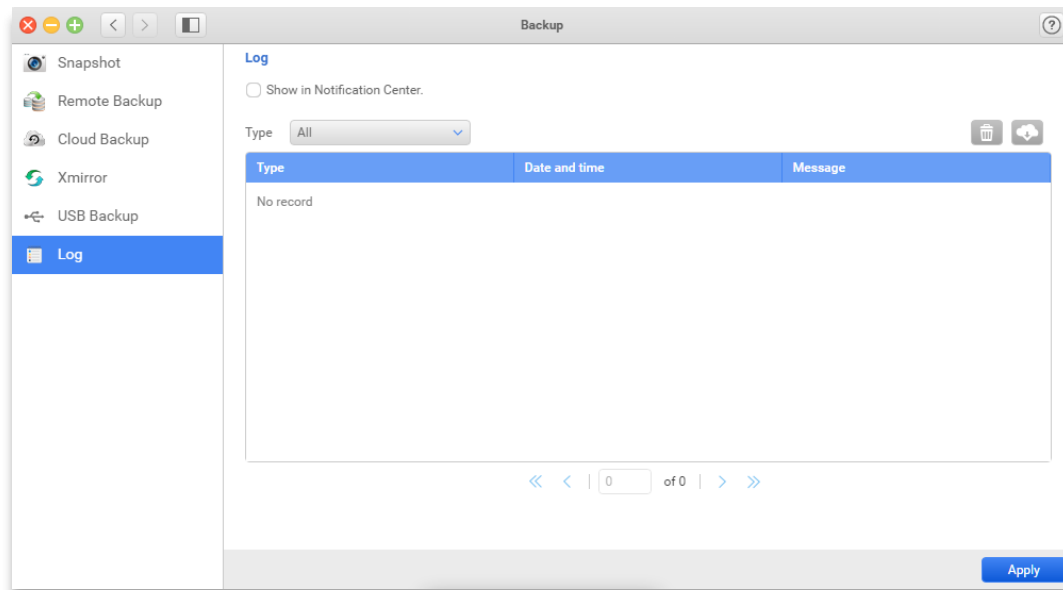 Backup
?
Snapshot
Remote Backup
Cloud Backup
Xmirror
USB Backup
Log
Log
Show in Notification Center.
Type All
Type Date and time Message
No record
0 of 0
Apply